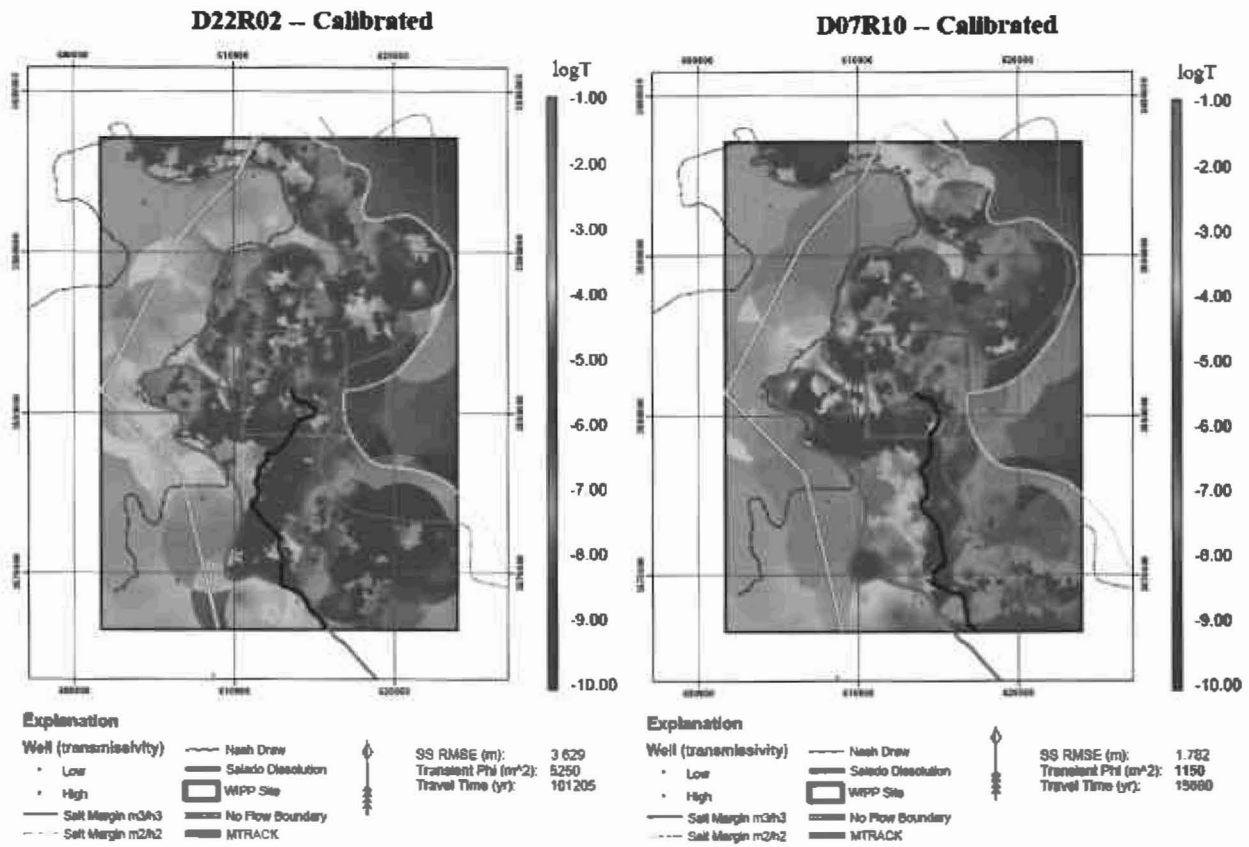 D22R02 – Calibrated
D07R10 – Calibrated
610000
logT
-1.00
-2.00
-3.00
-4.00
-5.00
-6.00
-7.00
-8.00
-9.00
-10.00
610000
logT
-1.00
-2.00
-3.00
-4.00
-5.00
-6.00
-7.00
-8.00
-9.00
-10.00
Explanation
Well (transmissivity)
Low
High
Salt Margin m3/h3
Salt Margin m2/h2
Nash Draw
Salado Dissolution
WIPP Site
No Flow Boundary
MTRACK
SS RMSE (m): 3.629
Transient Phi (m^2): 5250
Travel Time (yr): 101205
Explanation
Well (transmissivity)
Low
High
Salt Margin m3/h3
Salt Margin m2/h2
Nash Draw
Salado Dissolution
WIPP Site
No Flow Boundary
MTRACK
SS RMSE (m): 1.782
Transient Phi (m^2): 1150
Travel Time (yr):